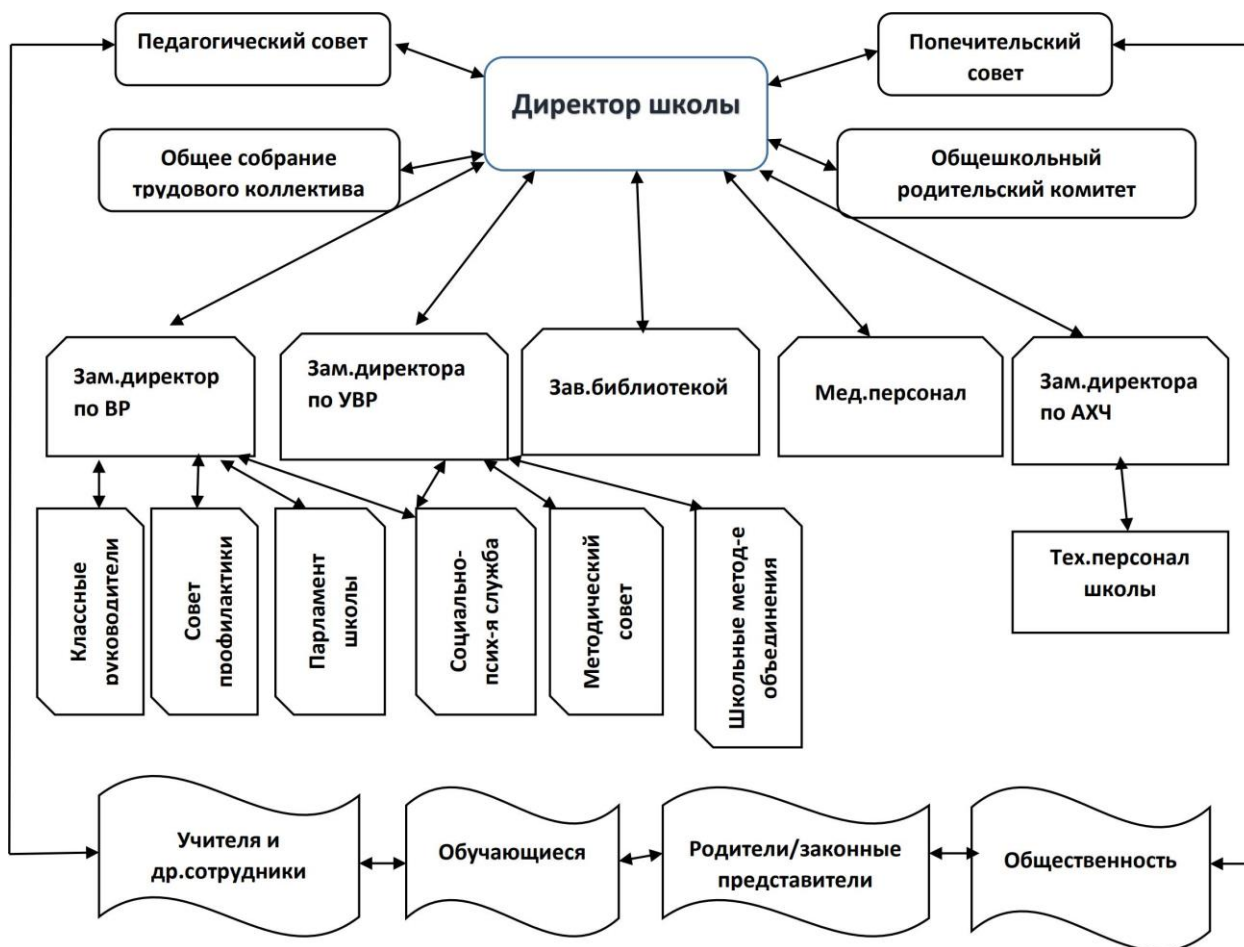 Педагогический совет
Попечительский
совет
Директор школы
Общее собрание
трудового коллектива
Общешкольный
родительский комитет
Зам.директор
по ВР
Зам.директора
по УВР
Зав.библиотекой
Мед.персонал
Зам.директора
по АХЧ
Классные
руководители
Совет
профилактики
Парламент
школы
Социально-
псих-я служба
Методический
совет
Школьные метод-е
объединения
Тех.персонал
школы
Учителя и
др.сотрудники
Обучающиеся
Родители/законные
представители
Общественность